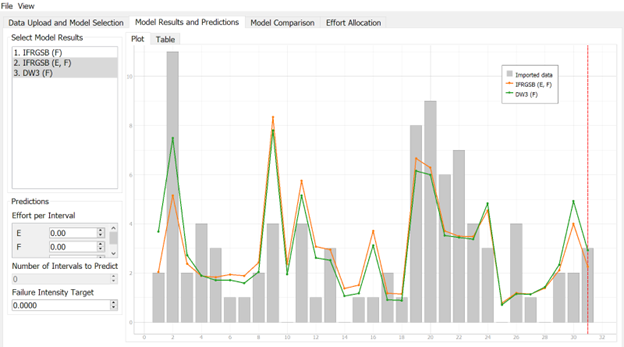 File View
Data Upload and Model Selection Model Results and Predictions Model Comparison Effort Allocation
Select Model Results
1. IFRGSB (F)
2. IFRGSB (E, F)
3. DW3 (F)
Predictions
Effort per Interval
E 0.00
F 0.00
Number of Intervals to Predict
0
Failure Intensity Target
0.0000
Plot Table
Imported data
IFRGSB (E, F)
DW3 (F)
10
8
6
4
2
0
0 2 4 6 8 10 12 14 16 18 20 22 24 26 28 30 32